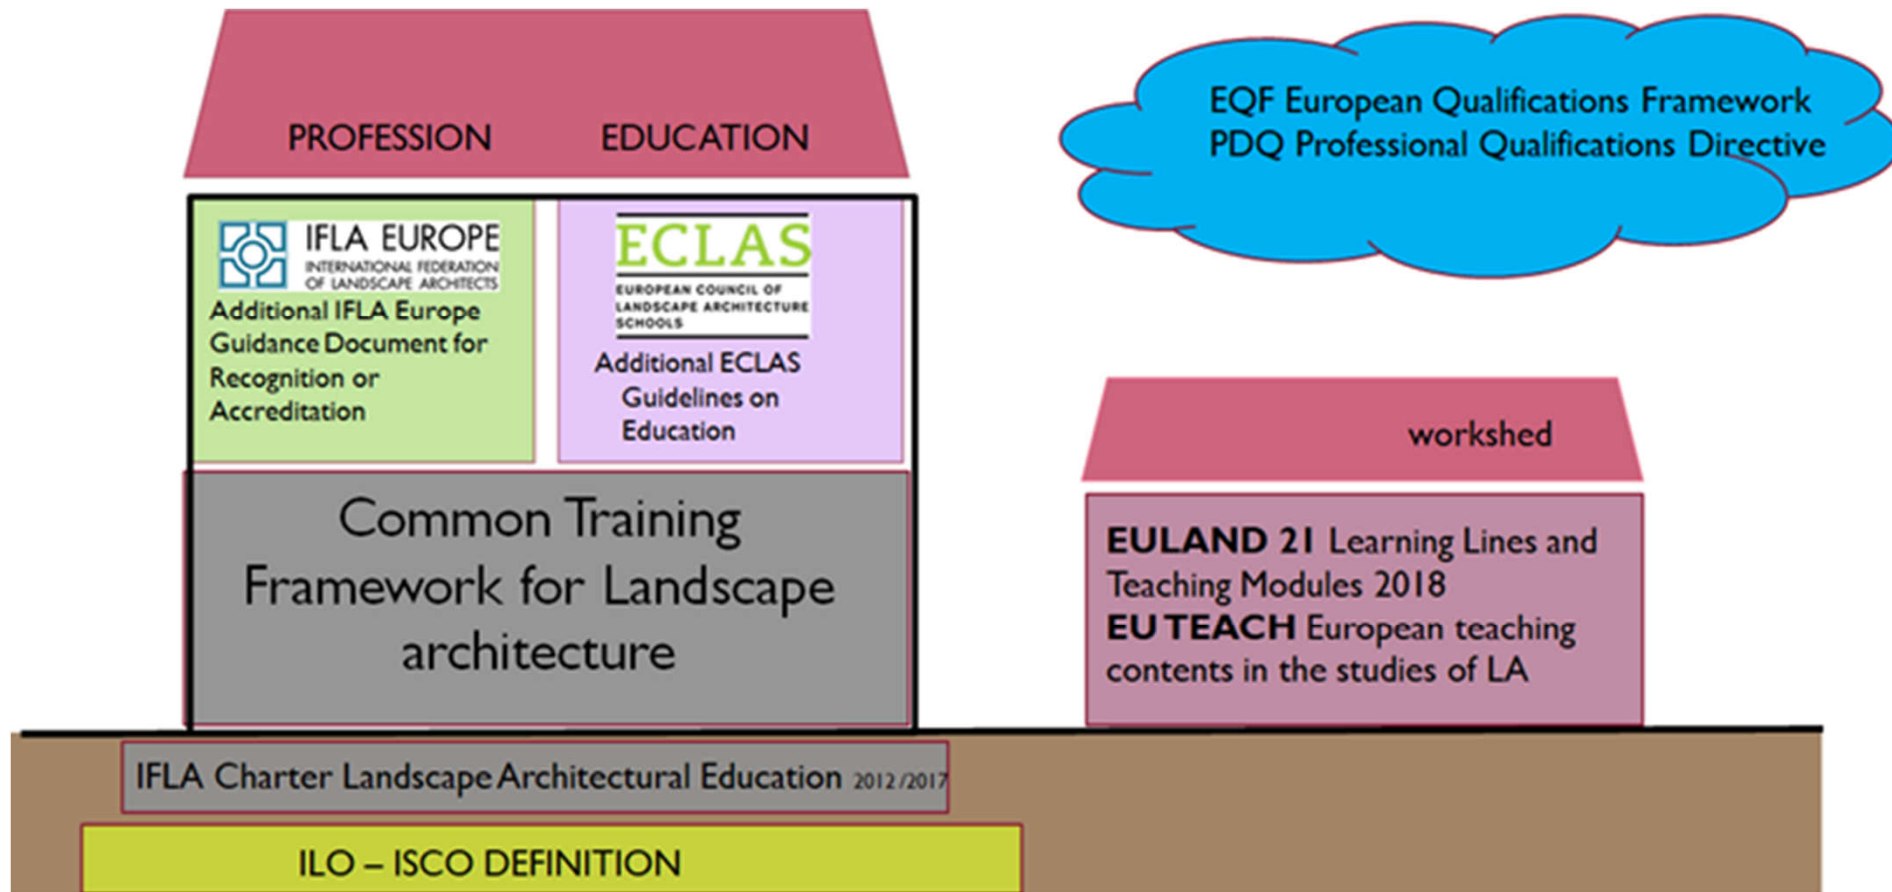 PROFESSION EDUCATION
EQF European Qualifications Framework
PDQ Professional Qualifications Directive
IFLA EUROPE
INTERNATIONAL FEDERATION
OF LANDSCAPE ARCHITECTS
Additional IFLA Europe
Guidance Document for
Recognition or
Accreditation
ECLAS
EUROPEAN COUNCIL OF
LANDSCAPE ARCHITECTURE
SCHOOLS
Additional ECLAS
Guidelines on
Education
Common Training
Framework for Landscape
architecture
workshed
EULAND 21 Learning Lines and
Teaching Modules 2018
EU TEACH European teaching
contents in the studies of LA
IFLA Charter Landscape Architectural Education 2012/2017
ILO – ISCO DEFINITION